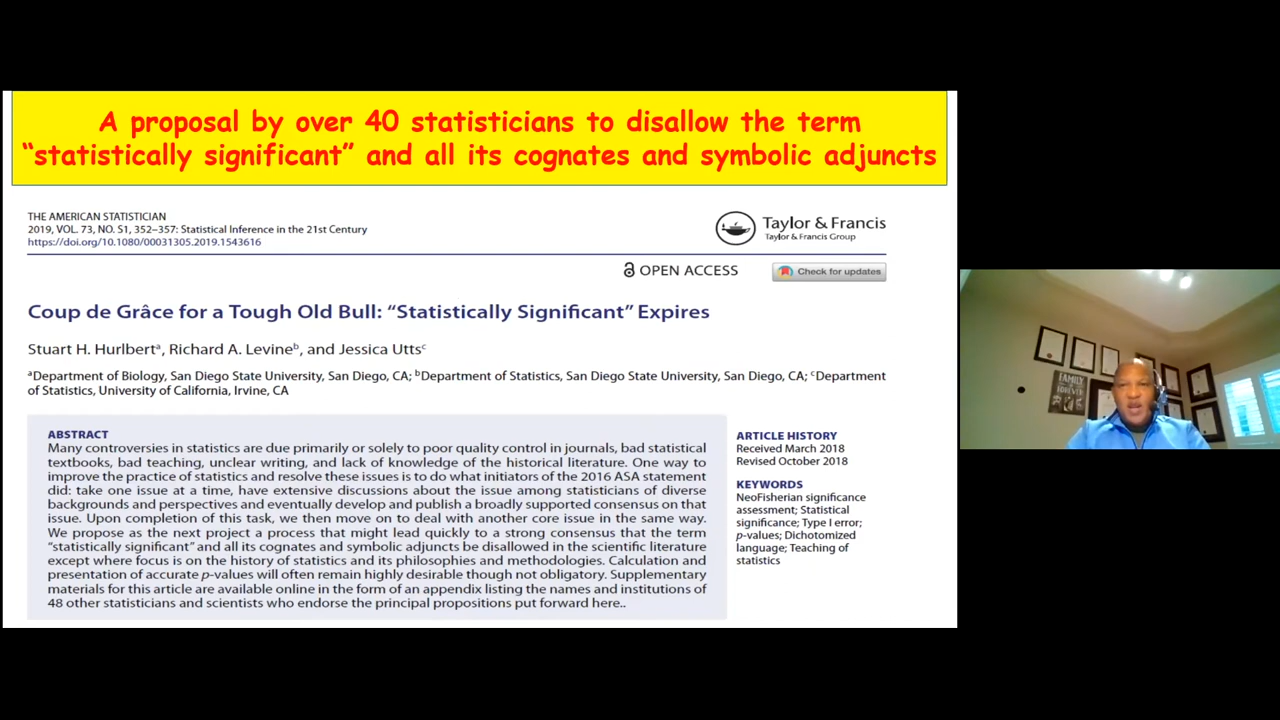 A proposal by over 40 statisticians to disallow the term
“statistically significant” and all its cognates and symbolic adjuncts
THE AMERICAN STATISTICIAN
2019, VOL. 73, NO. S1, 352–357: Statistical Inference in the 21st Century
https://doi.org/10.1080/00031305.2019.1543616
Taylor & Francis
Taylor & Francis Group
OPEN ACCESS
Check for updates
Coup de Grâce for a Tough Old Bull: “Statistically Significant” Expires
Stuart H. Hurlbertᵃ, Richard A. Levineᵇ, and Jessica Uttsᶜ
ᵃDepartment of Biology, San Diego State University, San Diego, CA; ᵇDepartment of Statistics, San Diego State University, San Diego, CA; ᶜDepartment
of Statistics, University of California, Irvine, CA
ABSTRACT
Many controversies in statistics are due primarily or solely to poor quality control in journals, bad statistical
textbooks, bad teaching, unclear writing, and lack of knowledge of the historical literature. One way to
improve the practice of statistics and resolve these issues is to do what initiators of the 2016 ASA statement
did: take one issue at a time, have extensive discussions about the issue among statisticians of diverse
backgrounds and perspectives and eventually develop and publish a broadly supported consensus on that
issue. Upon completion of this task, we then move on to deal with another core issue in the same way.
We propose as the next project a process that might lead quickly to a strong consensus that the term
“statistically significant” and all its cognates and symbolic adjuncts be disallowed in the scientific literature
except where focus is on the history of statistics and its philosophies and methodologies. Calculation and
presentation of accurate p-values will often remain highly desirable though not obligatory. Supplementary
materials for this article are available online in the form of an appendix listing the names and institutions of
48 other statisticians and scientists who endorse the principal propositions put forward here..
ARTICLE HISTORY
Received March 2018
Revised October 2018
KEYWORDS
NeoFisherian significance
assessment; Statistical
significance; Type I error;
p-values; Dichotomized
language; Teaching of
statistics
FAMILY
FOREVER